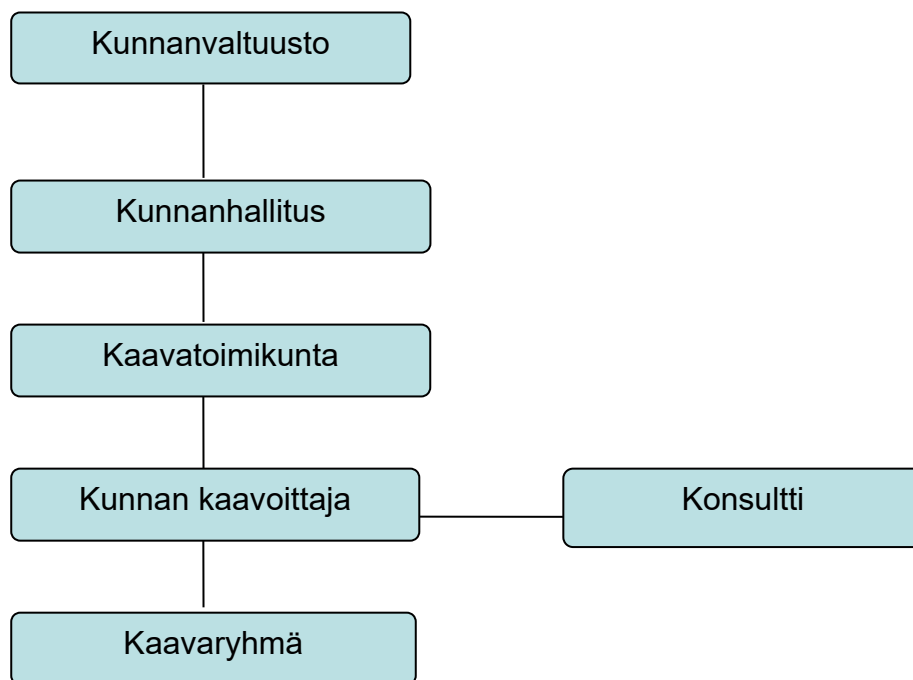 Kunnanvaltuusto
Kunnanhallitus
Kaavatoimikunta
Kunnan kaavoittaja
Konsultti
Kaavaryhmä